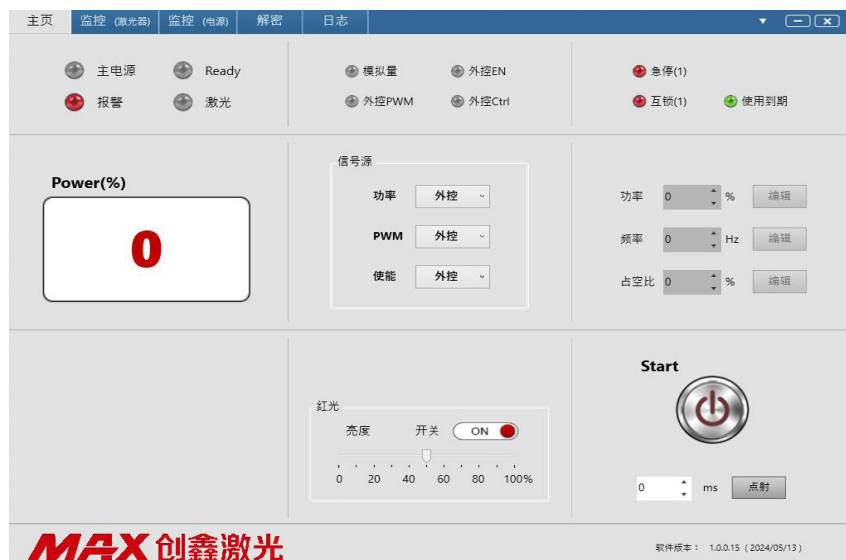 主页 监控 (激光器) 监控 (电源) 解密 日志
主电源 Ready 模拟量 外控EN 急停(1)
报警 激光 外控PWM 外控Ctrl 互锁(1) 使用到期
Power(%)
0
信号源
功率 外控
PWM 外控
使能 外控
功率 0 % 编辑
频率 0 Hz 编辑
占空比 0 % 编辑
红光
亮度 开关 ON
0 20 40 60 80 100%
Start
0 ms 点射
MAX 创鑫激光
软件版本： 1.0.0.15 ( 2024/05/13 )